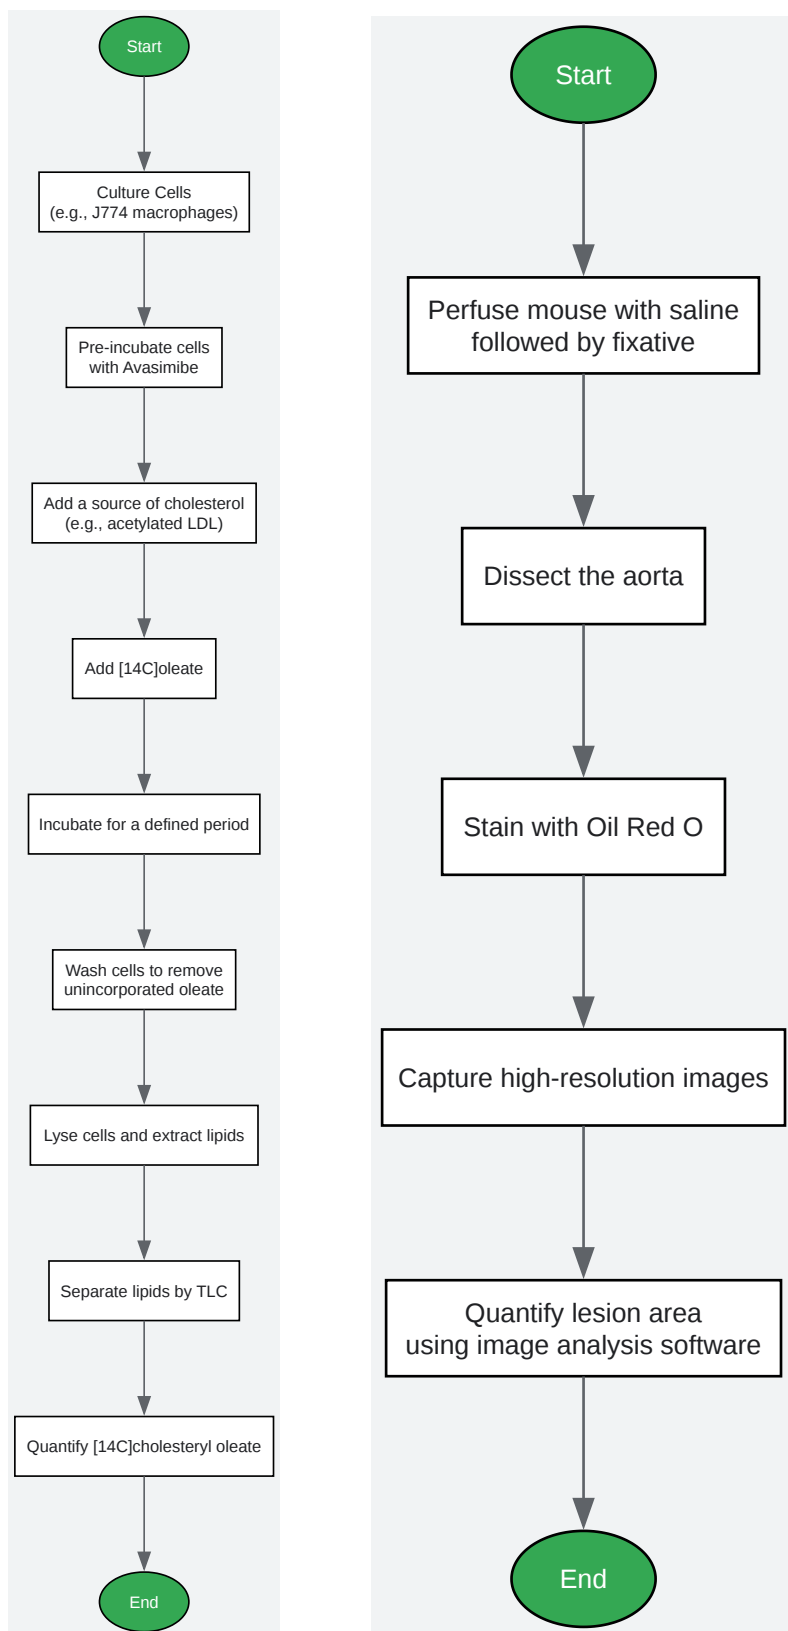 Start
Culture Cells
(e.g., J774 macrophages)
Pre-incubate cells
with Avasimibe
Add a source of cholesterol
(e.g., acetylated LDL)
Add [14C]oleate
Incubate for a defined period
Wash cells to remove
unincorporated oleate
Lyse cells and extract lipids
Separate lipids by TLC
Quantify [14C]cholesteryl oleate
End
Start
Perfuse mouse with saline
followed by fixative
Dissect the aorta
Stain with Oil Red O
Capture high-resolution images
Quantify lesion area
using image analysis software
End